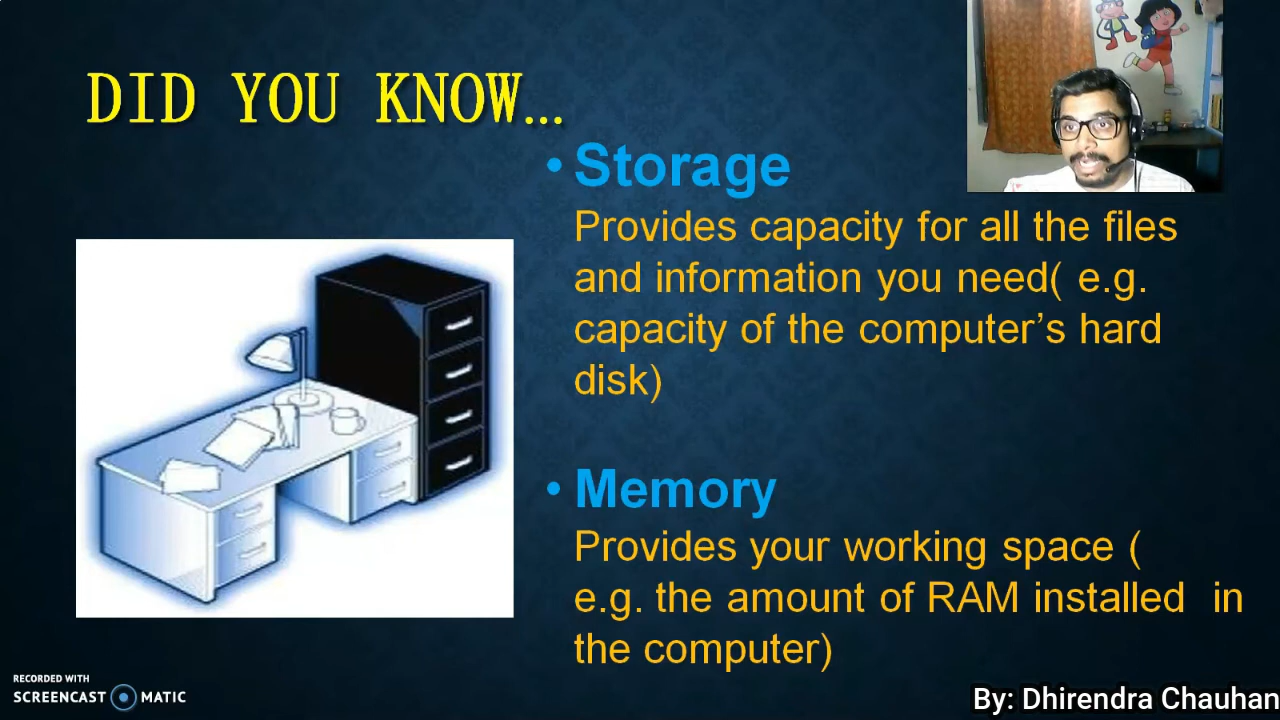 DID YOU KNOW...
• Storage
Provides capacity for all the files
and information you need( e.g.
capacity of the computer’s hard
disk)
• Memory
Provides your working space (
e.g. the amount of RAM installed in
the computer)
RECORDED WITH
SCREENCAST MATIC
By: Dhirendra Chauhan